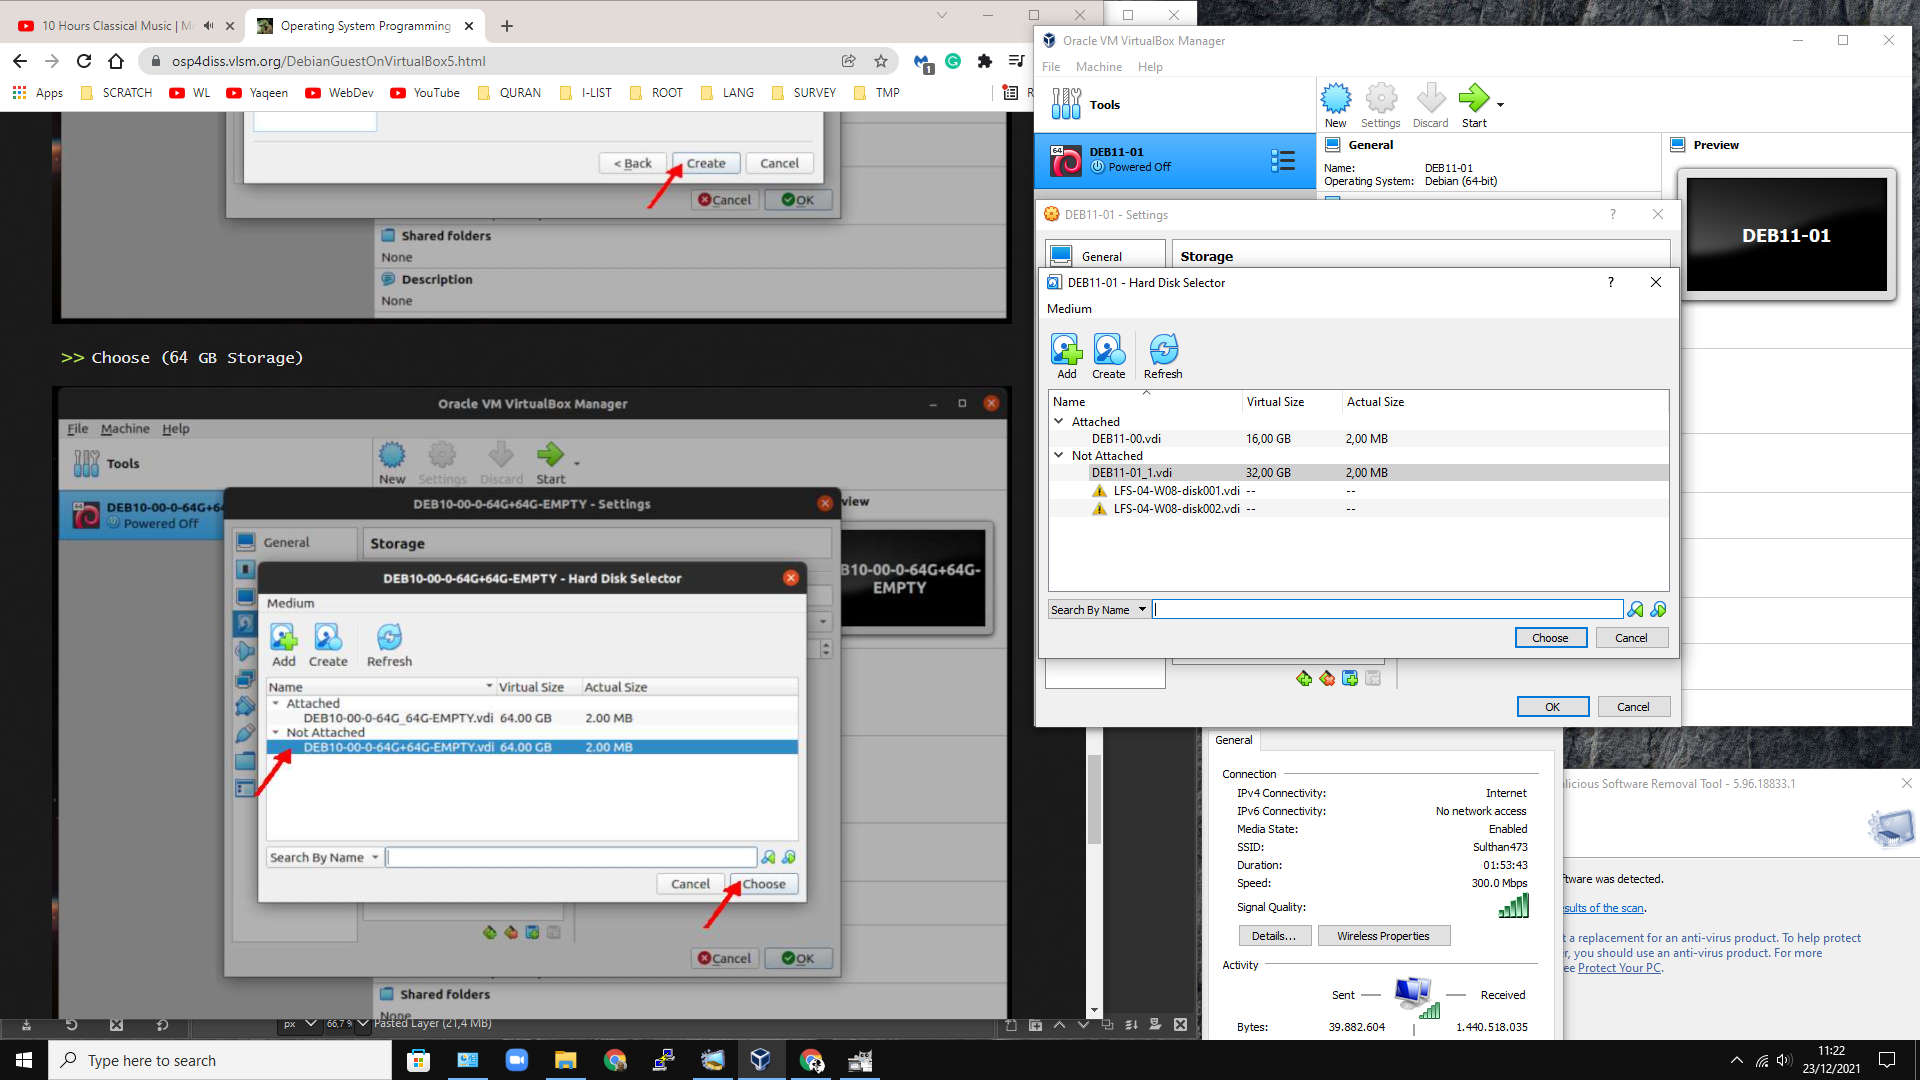 10 Hours Classical Music | M
Operating System Programming
osp4diss.vlsm.org/DebianGuestOnVirtualBox5.html
1
Apps SCRATCH WL Yaqeen WebDev YouTube QURAN I-LIST ROOT LANG SURVEY TMP R
< Back Create Cancel
Cancel OK
Shared folders
None
Description
None
>> Choose (64 GB Storage)
Oracle VM VirtualBox Manager
File Machine Help
Tools
New Settings Discard Start
64
DEB10-00-0-64G+64
Powered Off
DEB10-00-0-64G+64G-EMPTY - Settings
view
General
Storage
B10-00-0-64G+64G-
EMPTY
DEB10-00-0-64G+64G-EMPTY - Hard Disk Selector
Medium
Add Create Refresh
Name Virtual Size Actual Size
Attached
DEB10-00-0-64G_64G-EMPTY.vdi 64.00 GB 2.00 MB
Not Attached
DEB10-00-0-64G+64G-EMPTY.vdi 64.00 GB 2.00 MB
Search By Name
Cancel Choose
Cancel OK
Shared folders
None
px 66,7 Pasted Layer (21,4 MB)
Oracle VM VirtualBox Manager
File Machine Help
Tools
New Settings Discard Start
64
DEB11-01
Powered Off
General
Name: DEB11-01
Operating System: Debian (64-bit)
Preview
DEB11-01
DEB11-01 - Settings
?
General
Storage
DEB11-01 - Hard Disk Selector
?
Medium
Add Create Refresh
Name Virtual Size Actual Size
Attached
DEB11-00.vdi 16,00 GB 2,00 MB
Not Attached
DEB11-01_1.vdi 32,00 GB 2,00 MB
LFS-04-W08-disk001.vdi -- --
LFS-04-W08-disk002.vdi -- --
Search By Name
Choose Cancel
OK Cancel
General
Connection
IPv4 Connectivity: Internet
IPv6 Connectivity: No network access
Media State: Enabled
SSID: Sulthan473
Duration: 01:53:43
Speed: 300.0 Mbps
Signal Quality:
Details... Wireless Properties
Activity
Sent — — Received
Bytes: 39.882.604 | 1.440.518.035
licious Software Removal Tool - 5.96.18833.1
ftware was detected.
esults of the scan.
t a replacement for an anti-virus product. To help protect
r, you should use an anti-virus product. For more
ee Protect Your PC.
Type here to search
11:22
23/12/2021